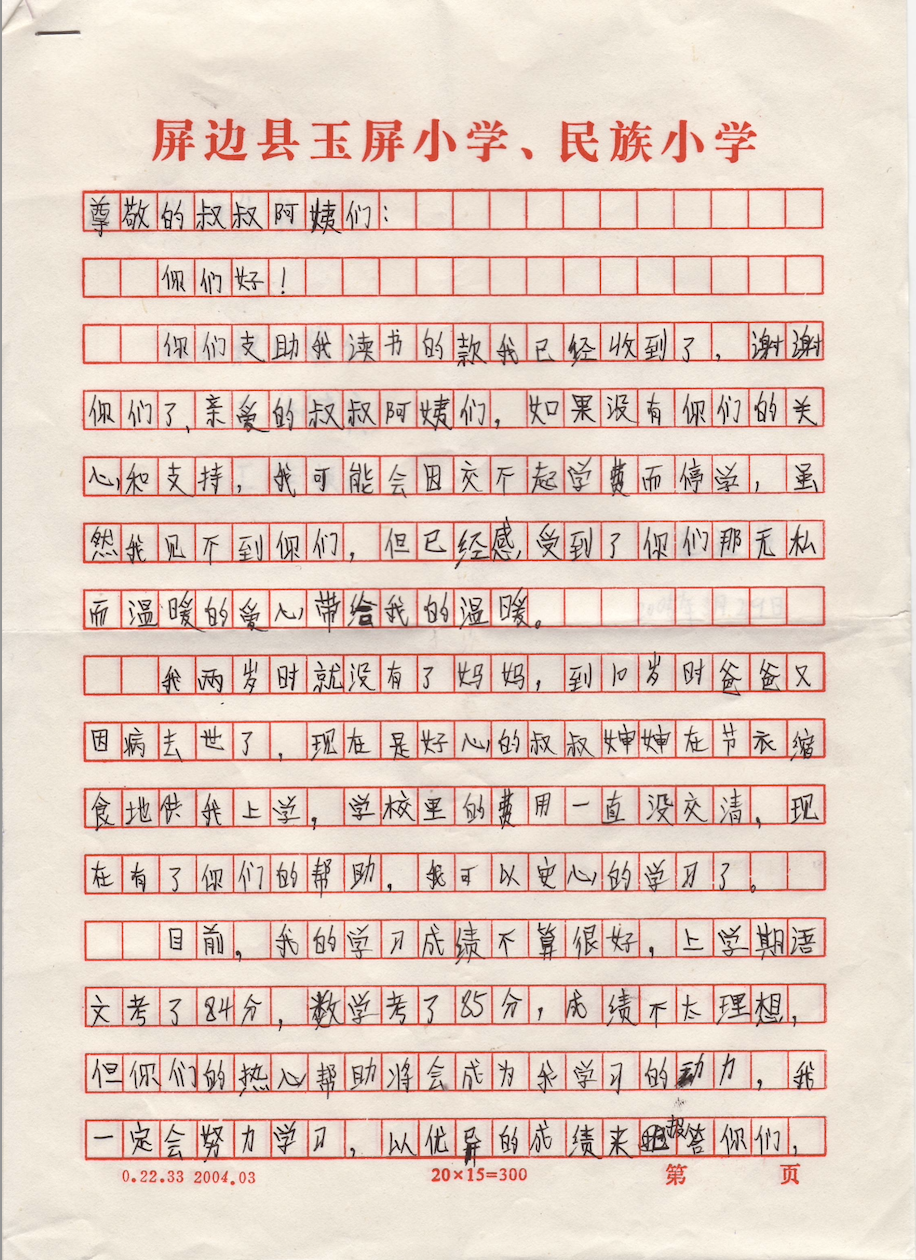 屏边县玉屏小学、民族小学
尊敬的叔叔阿姨们：
你们好！
你们支助我读书的款我已经收到了，谢谢
你们了、亲爱的叔叔阿姨们，如果没有你们的关
心和支持，我可能会因交不起学费而停学，虽
然我见不到你们，但已经感受到了你们那无私
而温暖的爱心带给我的温暖。
我两岁时就没有了妈妈，到10岁时爸爸又
因病去世了，现在是好心的叔叔婶婶在节衣缩
食地供我上学，学校里的费用一直没交清，现
在有了你们的帮助，我可以安心的学习了。
目前，我的学习成绩不算很好，上学期语
文考了84分，数学考了85分，成绩不太理想，
但你们的热心帮助将会成为我学习的动力，我
一定会努力学习，以优异的成绩来报答你们，
0.22.33 2004.03 20×15=300 第 页